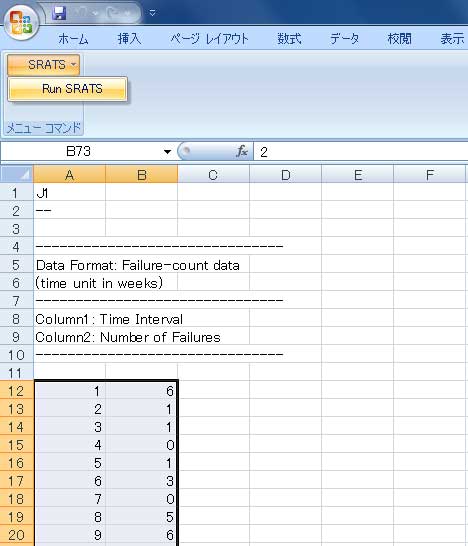 ホーム 挿入 ページ レイアウト 数式 データ 校閲 表示
SRATS
Run SRATS
メニュー コマンド
B73 fx 2
A B C D E F
1 J1
2 --
3
4 -------------------------------
5 Data Format: Failure-count data
6 (time unit in weeks)
7 -------------------------------
8 Column1: Time Interval
9 Column2: Number of Failures
10 -------------------------------
11
12 1 6
13 2 1
14 3 1
15 4 0
16 5 1
17 6 3
18 7 0
19 8 5
20 9 6